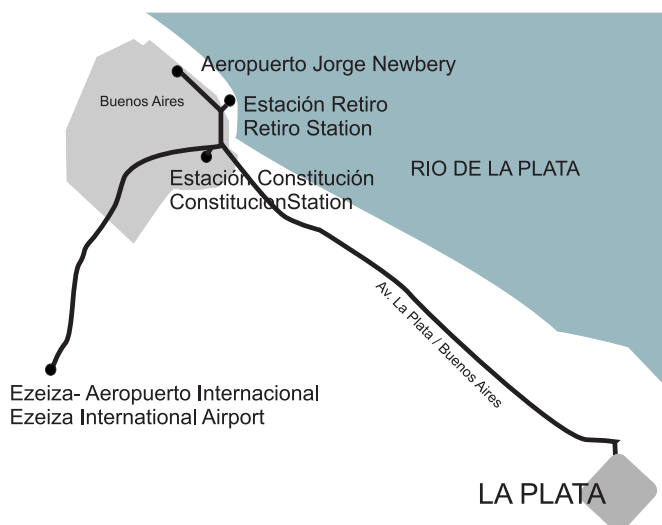 Aeropuerto Jorge Newbery
Buenos Aires
Estación Retiro
Retiro Station
RIO DE LA PLATA
Estación Constitución
ConstitucionStation
Av. La Plata / Buenos Aires
Ezeiza- Aeropuerto Internacional
Ezeiza International Airport
LA PLATA